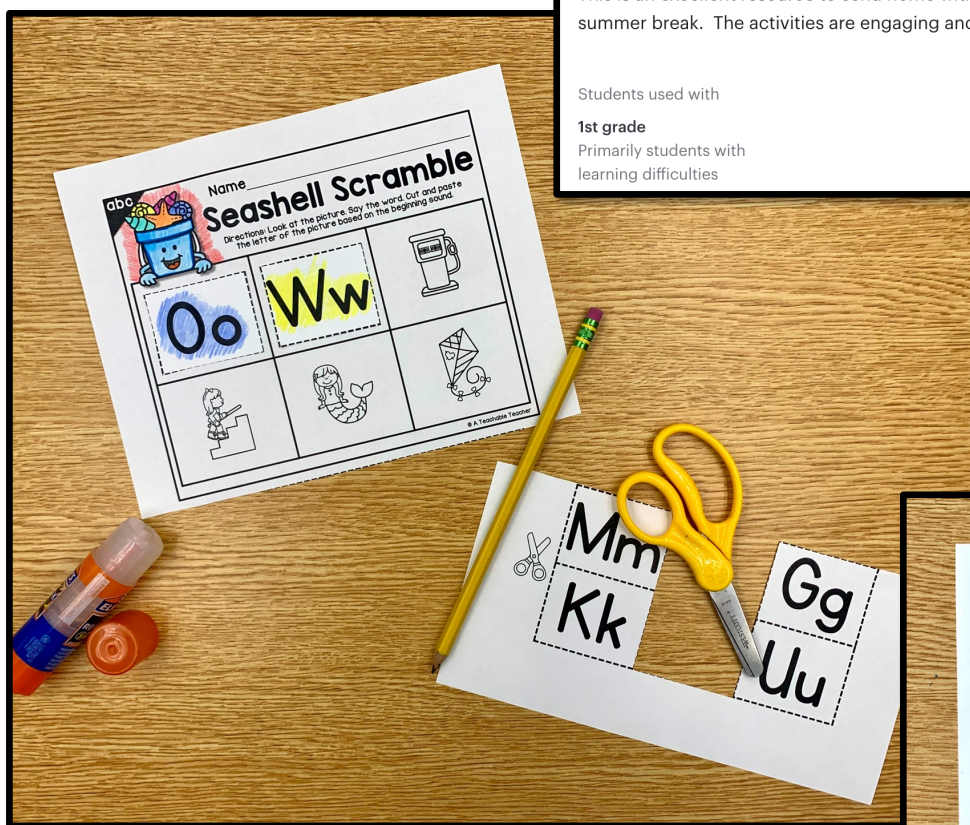 summer break. The activities are engaging and
Students used with
1st grade
Primarily students with
learning difficulties
abc
Name
Seashell Scramble
Directions: Look at the picture. Say the word. Cut and paste
the letter of the picture based on the beginning sound.
Oo
Ww
© A Teachable Teacher
Mm
Kk
Gg
Uu